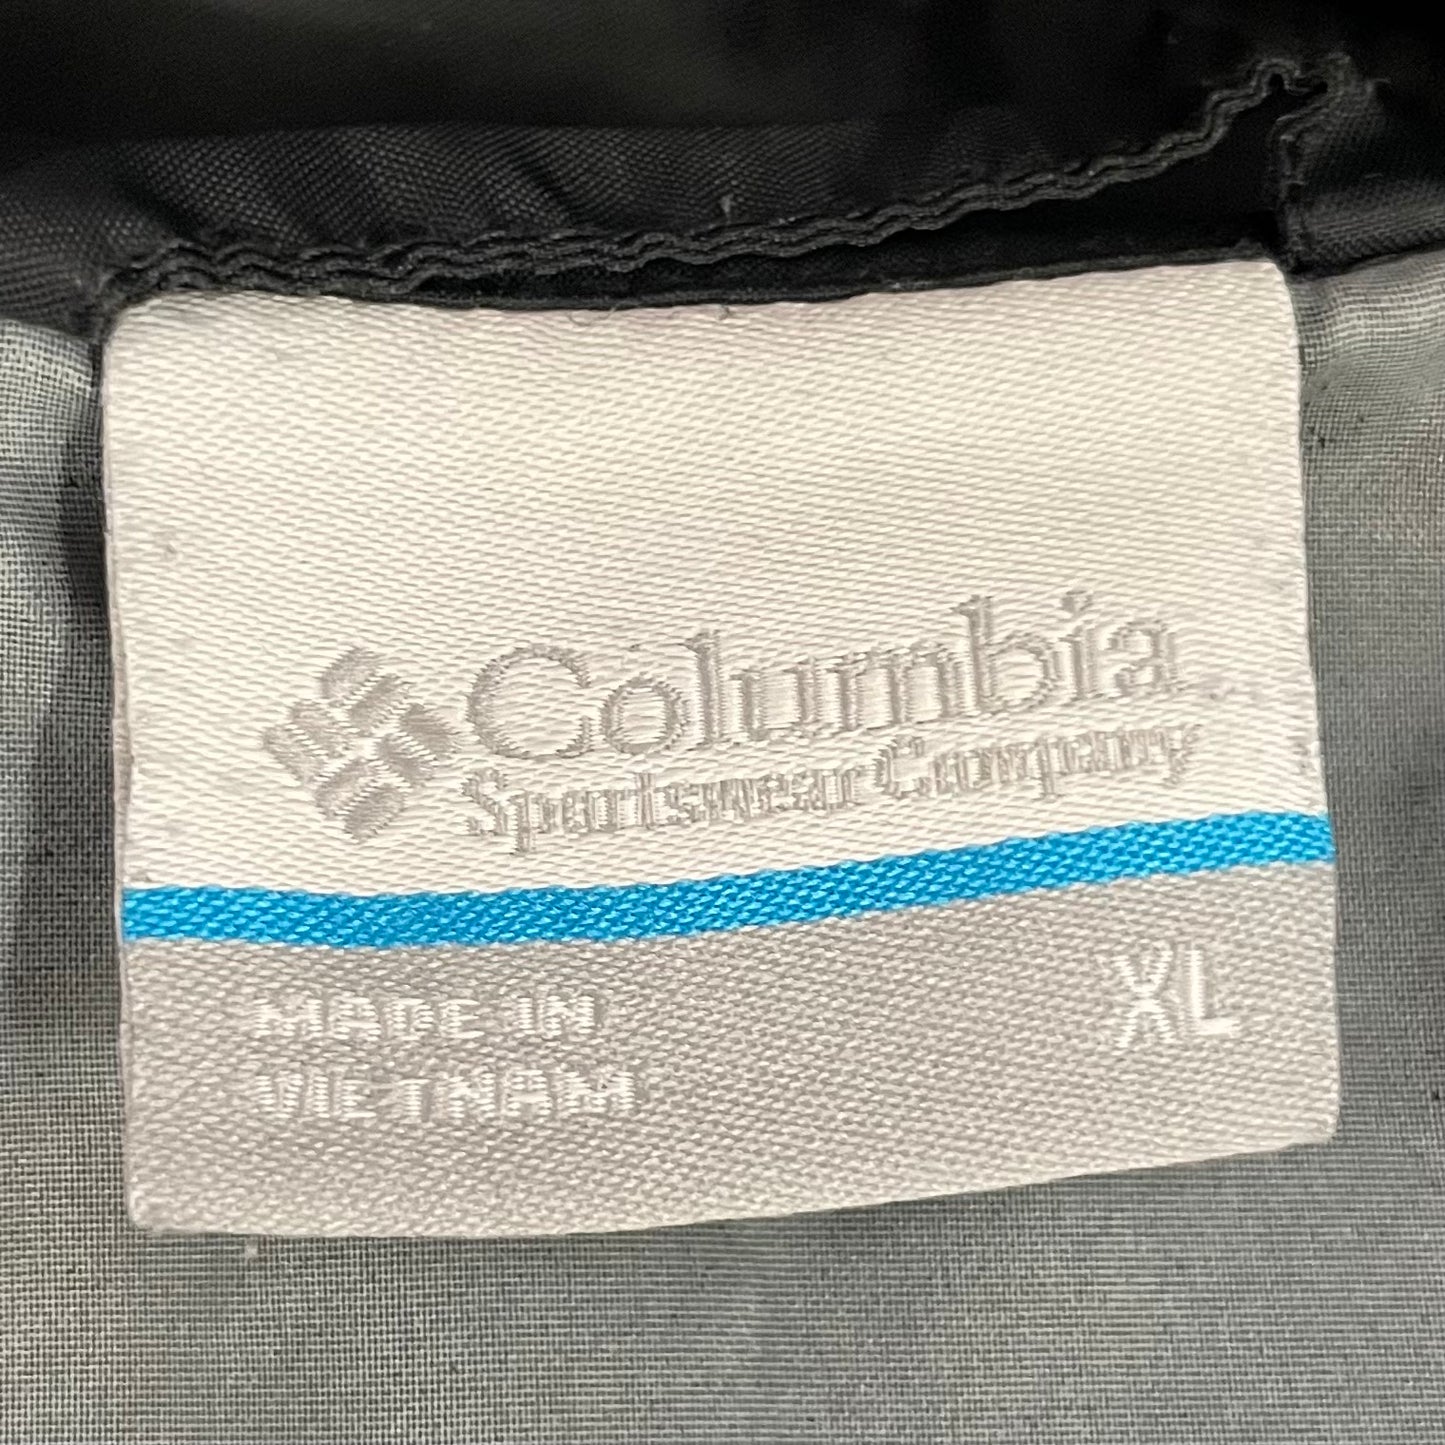 Columbia
Sportswear Company
MADE IN
VIETNAM
XL